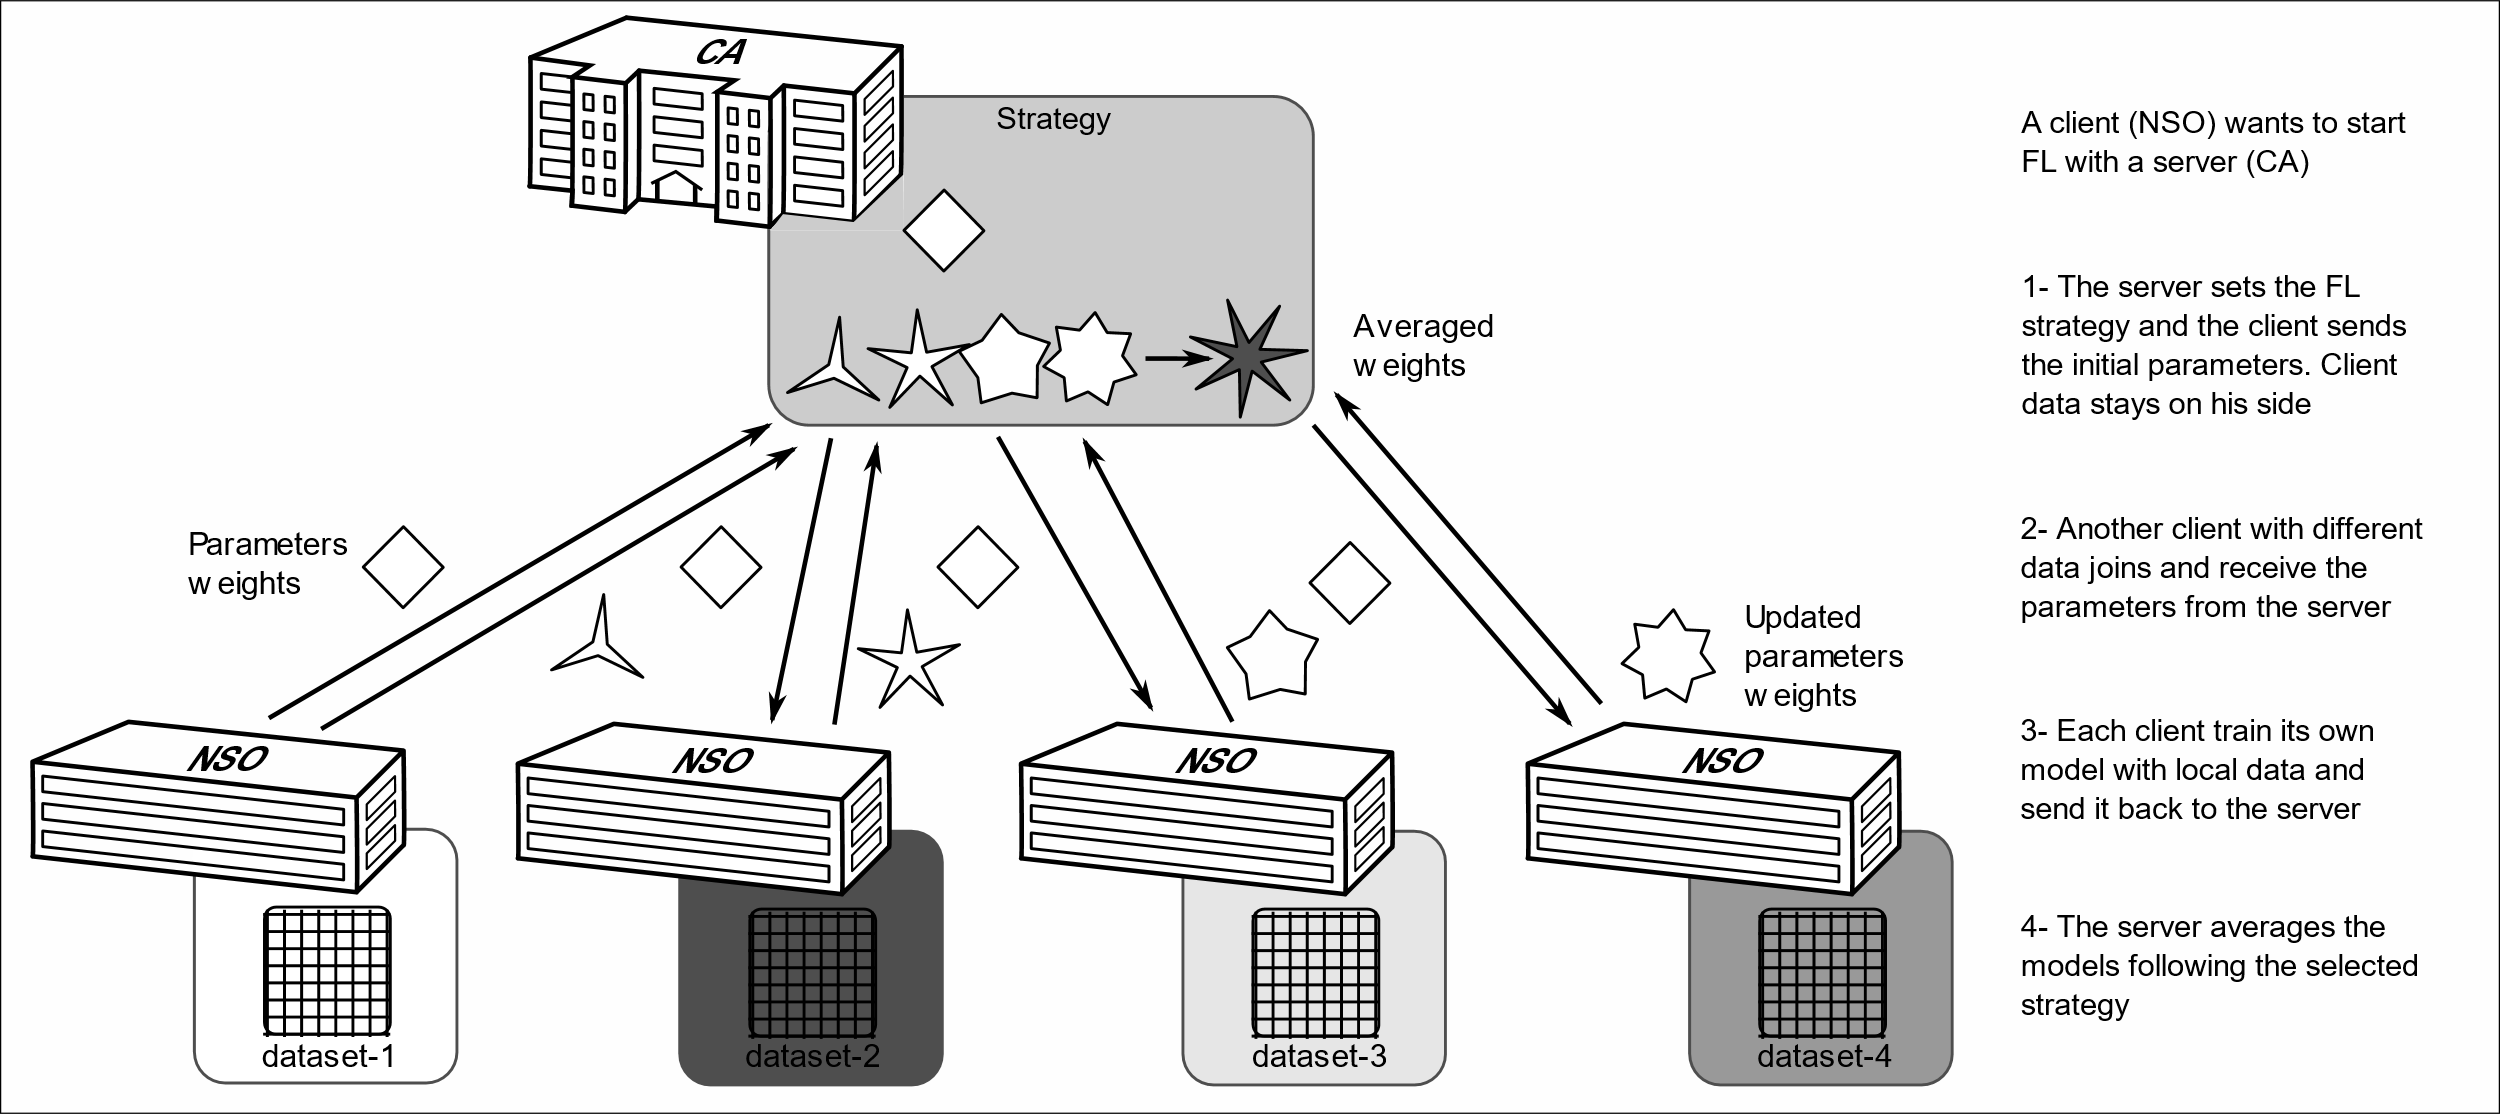 CA
Strategy
A client (NSO) wants to start
FL with a server (CA)
1- The server sets the FL
strategy and the client sends
the initial parameters. Client
data stays on his side
Averaged
weights
Parameters
weights
2- Another client with different
data joins and receive the
parameters from the server
Updated
parameters
weights
3- Each client train its own
model with local data and
send it back to the server
NSO
NSO
NSO
NSO
4- The server averages the
models following the selected
strategy
dataset-1
dataset-2
dataset-3
dataset-4